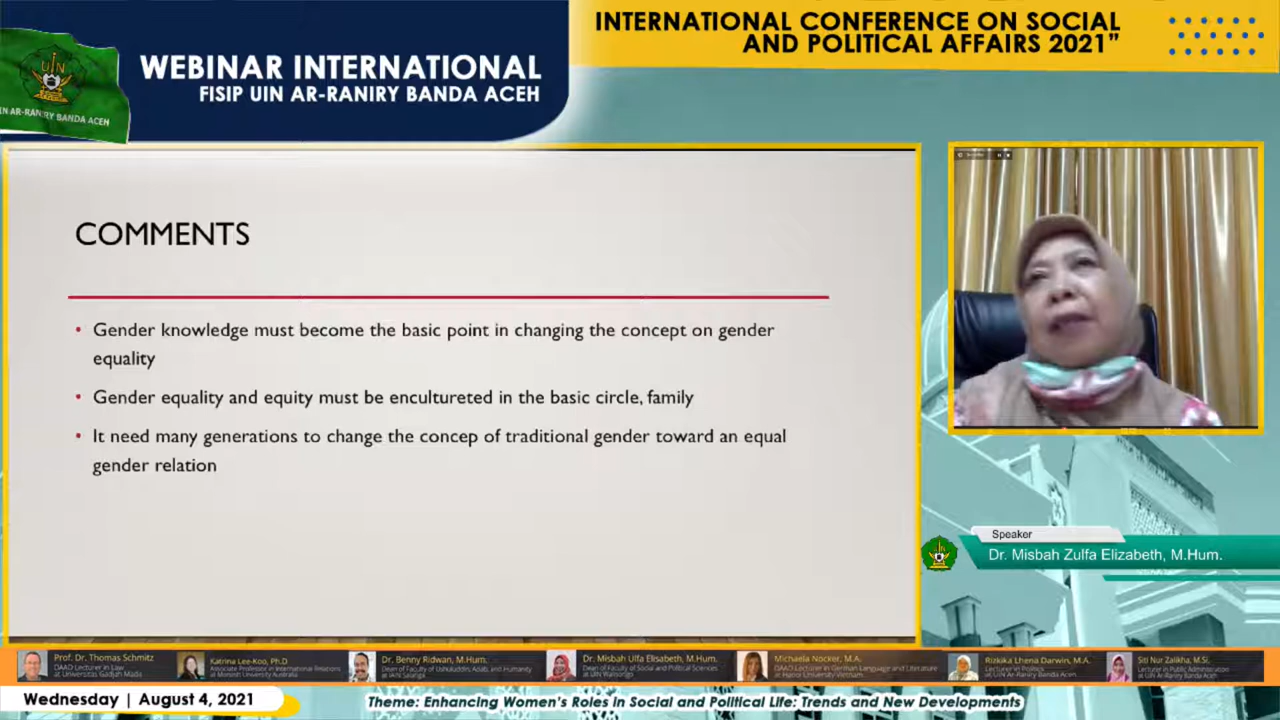 INTERNATIONAL CONFERENCE ON SOCIAL
AND POLITICAL AFFAIRS 2021”
WEBINAR INTERNATIONAL
FISIP UIN AR-RANIRY BANDA ACEH
UIN
UIN AR-RANIRY BANDA ACEH
COMMENTS
• Gender knowledge must become the basic point in changing the concept on gender
equality
• Gender equality and equity must be encultureted in the basic circle, family
• It need many generations to change the concep of traditional gender toward an equal
gender relation
Speaker
Dr. Misbah Zulfa Elizabeth, M.Hum.
Prof. Dr. Thomas Schmitz
DAAD Lecturer in Law
at Universitas Gadjah Mada
Katrina Lee-Koo, Ph.D
Associate Professor in International Relations
at Monash University Australia
Dr. Benny Ridwan, M.Hum.
Dean of Faculty of Ushuluddin, Adab, and Humanity
at IAIN Salatiga
Dr. Misbah Ulfa Elisabeth, M.Hum.
Dean of Faculty of Social and Political Sciences
at UIN Walisongo
Michaela Nocker, M.A.
DAAD Lecturer in German Language and Literature
at Hanoi University Vietnam
Rizkika Lhena Darwin, M.A.
Lecturer in Politics
at UIN Ar-Raniry Banda Aceh
Siti Nur Zalikha, M.Si.
Lecturer in Public Administration
at UIN Ar-Raniry Banda Aceh
Wednesday | August 4, 2021
Theme: Enhancing Women’s Roles in Social and Political Life: Trends and New Developments